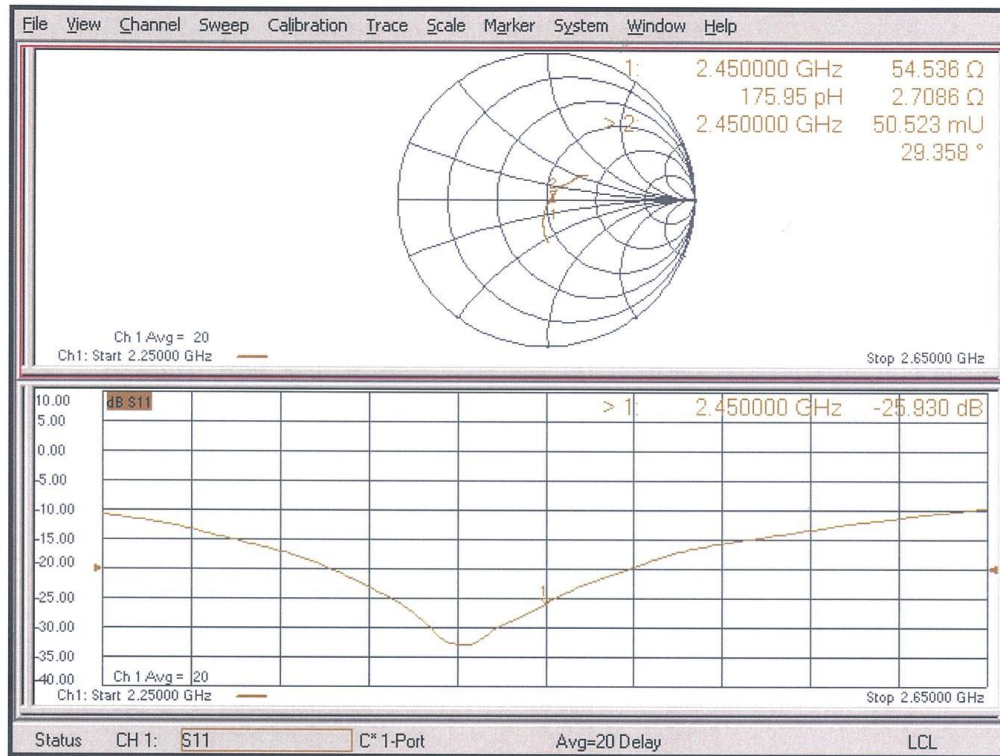 File View Channel Sweep Calibration Trace Scale Marker System Window Help
1: 2.450000 GHz 54.536 Ω
175.95 pH 2.7086 Ω
> 2 2.450000 GHz 50.523 mU
29.358 °
2
1
Ch 1 Avg = 20
Ch1: Start 2.25000 GHz
Stop 2.65000 GHz
10.00 dB S11
> 1: 2.450000 GHz -25.930 dB
5.00
0.00
-5.00
-10.00
-15.00
-20.00
-25.00
1
-30.00
-35.00
-40.00
Ch 1 Avg = 20
Ch1: Start 2.25000 GHz
Stop 2.65000 GHz
Status CH 1: S11 C* 1-Port Avg=20 Delay LCL